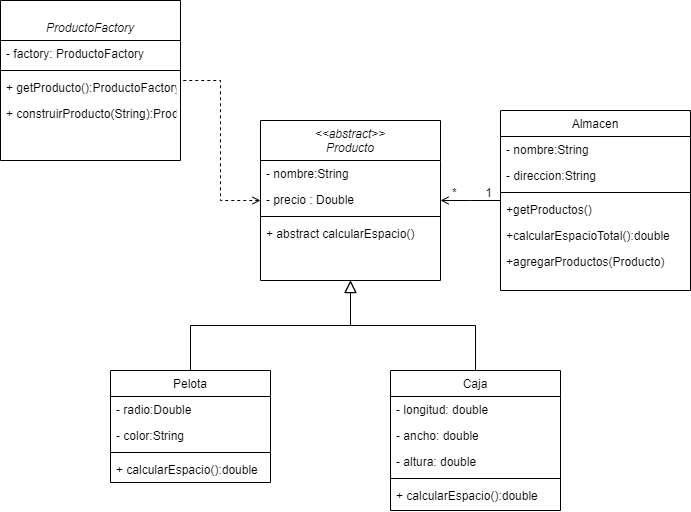 ProductoFactory
- factory: ProductoFactory
+ getProducto():ProductoFactory
+ construirProducto(String):Prod
<<abstract>>
Producto
- nombre:String
- precio : Double
+ abstract calcularEspacio()
* 1
Almacen
- nombre:String
- direccion:String
+getProductos()
+calcularEspacioTotal():double
+agregarProductos(Producto)
Pelota
- radio:Double
- color:String
+ calcularEspacio():double
Caja
- longitud: double
- ancho: double
- altura: double
+ calcularEspacio():double